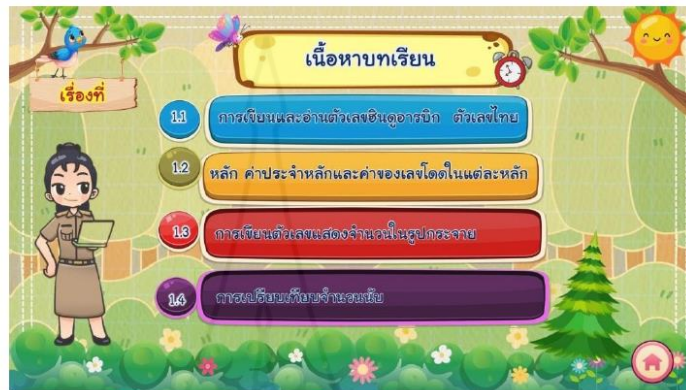 เนื้อหาบทเรียน
เรื่องที่
1.1 การเขียนและอ่านตัวเลขฮินดูอารบิก ตัวเลขไทย
1.2 หลัก ค่าประจำหลักและค่าของเลขโดดในแต่ละหลัก
1.3 การเขียนตัวเลขแสดงจำนวนในรูปกระจาย
1.4 การเปรียบเทียบจำนวนนับ